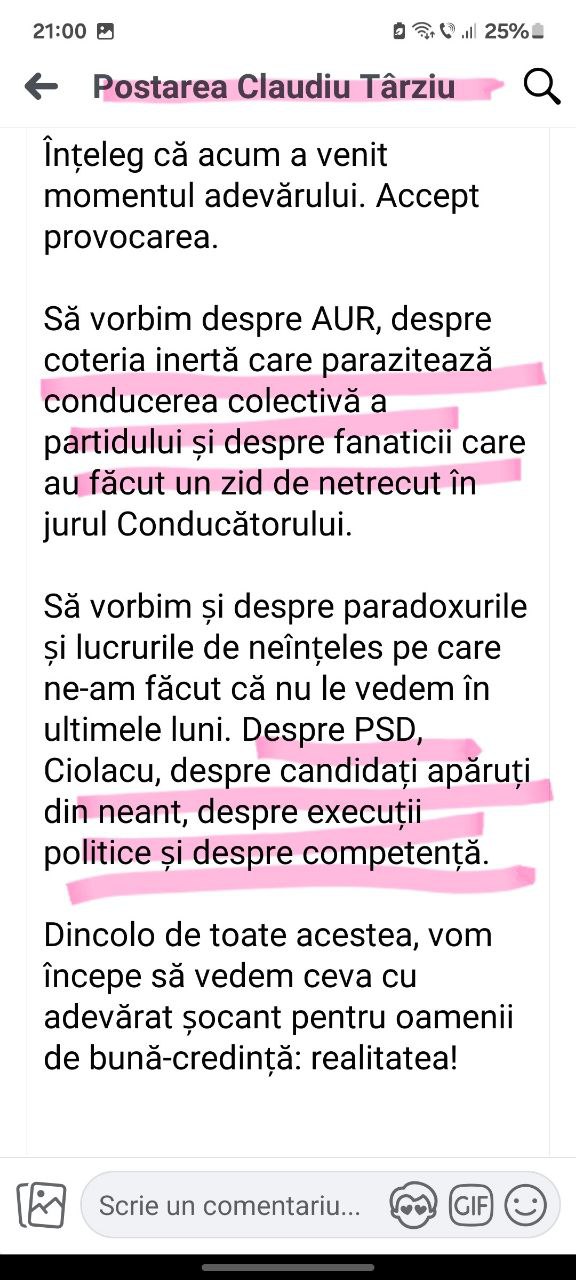 21:00
25%
Postarea Claudiu Târziu
Înțeleg că acum a venit
momentul adevărului. Accept
provocarea.
Să vorbim despre AUR, despre
coteria inertă care parazitează
conducerea colectivă a
partidului și despre fanaticii care
au făcut un zid de netrecut în
jurul Conducătorului.
Să vorbim și despre paradoxurile
și lucrurile de neînțeles pe care
ne-am făcut că nu le vedem în
ultimele luni. Despre PSD,
Ciolacu, despre candidați apăruți
din neant, despre execuții
politice și despre competență.
Dincolo de toate acestea, vom
începe să vedem ceva cu
adevărat șocant pentru oamenii
de bună-credință: realitatea!
Scrie un comentariu...
GIF